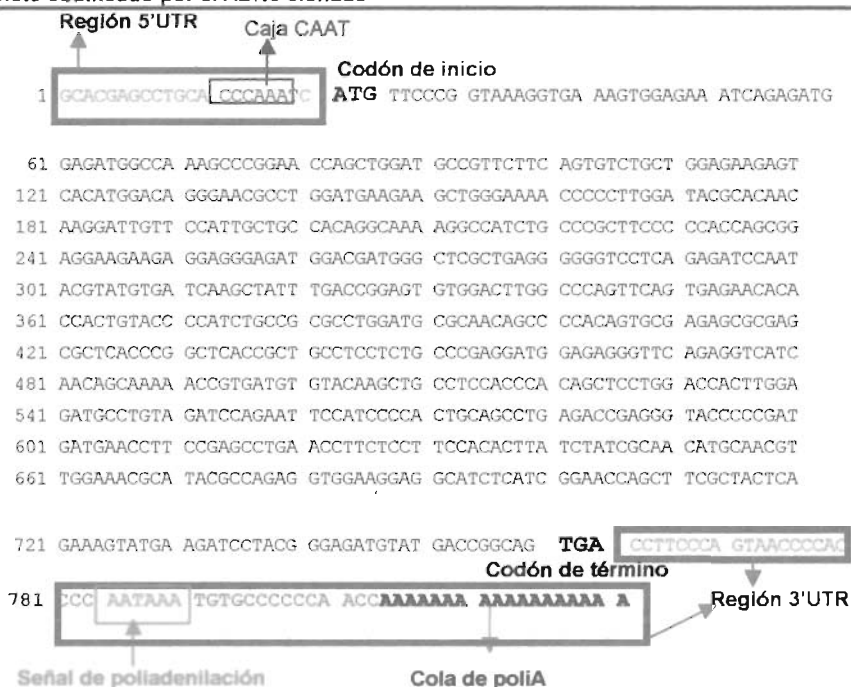 Región 5'UTR Caja CAAT
Codón de inicio
1 GCACGAGCCTGCA CCCAAATC ATG TTCCCG GTAAAGGTGA AAGTGGAGAA ATCAGAGATG
61 GAGATGGCCA AAGCCCGGAA CCAGCTGGAT GCCGTTCTTC AGTGTCTGCT GGAGAAGAGT
121 CACATGGACA GGGAACGCCT GGATGAAGAA GCTGGGAAAA CCCCCTTGGA TACGCACAAC
181 AAGGATTGTT CCATTGCTGC CACAGGCAAA AGGCCATCTG CCCGCTTCCC CCACCAGCGG
241 AGGAAGAAGA GGAGGGAGAT GGACGATGGG CTCGCTGAGG GGGGTCCTCA GAGATCCAAT
301 ACGTATGTGA TCAAGCTATT TGACCGGAGT GTGGACTTGG CCCAGTTCAG TGAGAACACA
361 CCACTGTACC CCATCTGCCG CGCCTGGATG CGCAACAGCC CCACAGTGCG AGAGCGCGAG
421 CGCTCACCCG GCTCACCGCT GCCTCCTCTG CCCGAGGATG GAGAGGGTTC AGAGGTCATC
481 AACAGCAAAA ACCGTGATGT GTACAAGCTG CCTCCACCCA CAGCTCCTGG ACCACTTGGA
541 GATGCCTGTA GATCCAGAAT TCCATCCCCA CTGCAGCCTG AGACCGAGGG TACCCCCGAT
601 GATGAACCTT CCGAGCCTGA ACCTTCTCCT TCCACACTTA TCTATCGCAA CATGCAACGT
661 TGGAAACGCA TACGCCAGAG GTGGAAGGAG GCATCTCATC GGAACCAGCT TCGCTACTCA
721 GAAAGTATGA AGATCCTACG GGAGATGTAT GACCGGCAG TGA CCTTCCCA GTAACCCCAC
Codón de término
781 CCC AATAAA TGTGCCCCCCA ACCAAAAAAA AAAAAAAAAA A Región 3'UTR
Señal de poliadenilación Cola de poliA